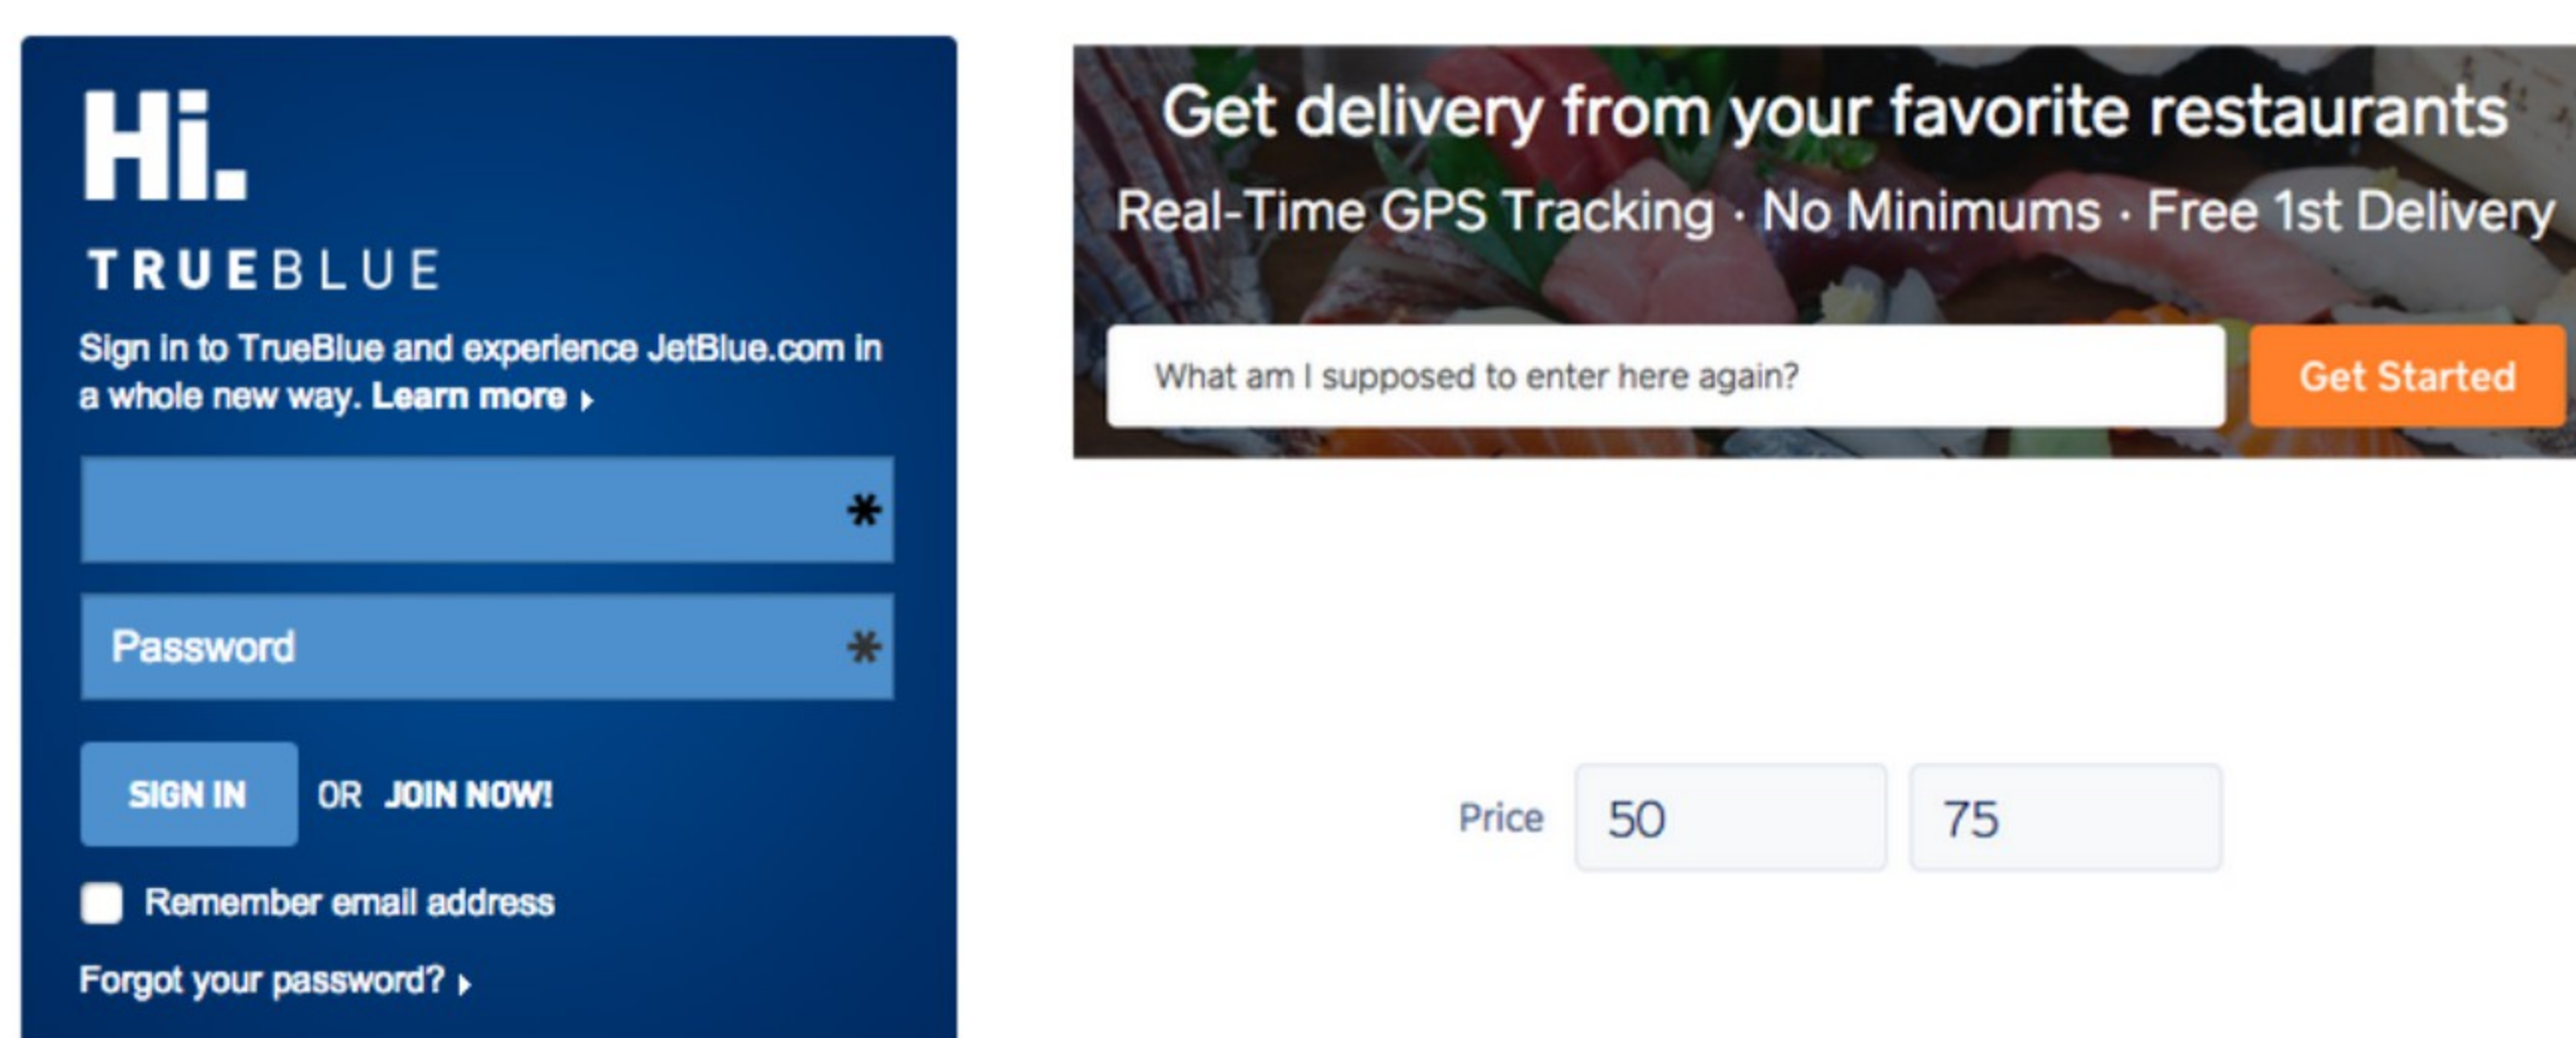 Hi.
TRUEBLUE
Sign in to TrueBlue and experience JetBlue.com in
a whole new way. Learn more
*
Password *
SIGN IN OR JOIN NOW!
Remember email address
Forgot your password?
Get delivery from your favorite restaurants
Real-Time GPS Tracking · No Minimums · Free 1st Delivery
What am I supposed to enter here again? Get Started
Price 50 75